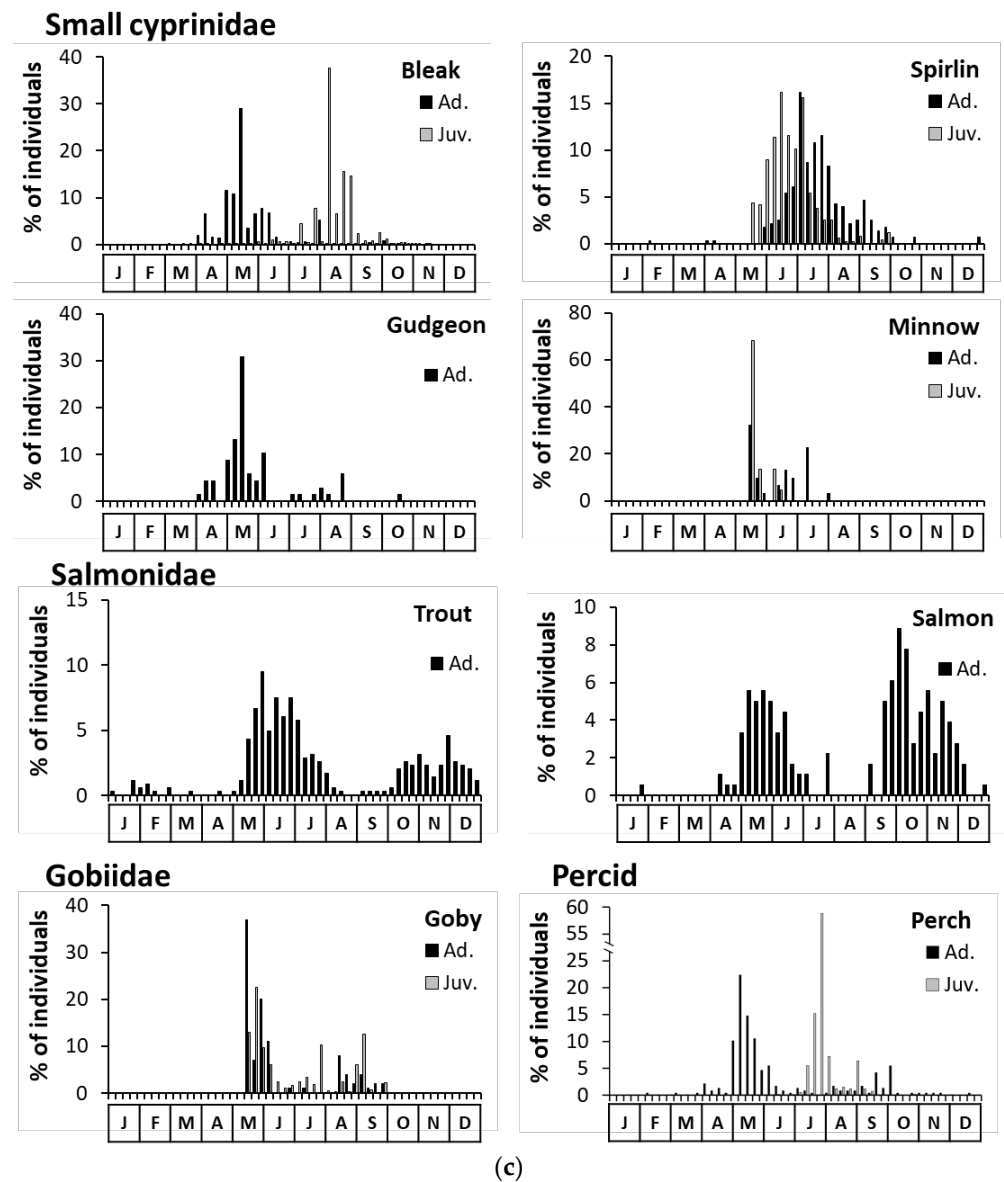 Small cyprinidae
% of individuals
40
30
20
10
0
Bleak
Ad.
Juv.
J F M A M J J A S O N D
% of individuals
20
15
10
5
0
Spirlin
Ad.
Juv.
J F M A M J J A S O N D
% of individuals
40
30
20
10
0
Gudgeon
Ad.
J F M A M J J A S O N D
% of individuals
80
60
40
20
0
Minnow
Ad.
Juv.
J F M A M J J A S O N D
Salmonidae
% of individuals
15
10
5
0
Trout
Ad.
J F M A M J J A S O N D
% of individuals
10
8
6
4
2
0
Salmon
Ad.
J F M A M J J A S O N D
Gobiidae
% of individuals
40
30
20
10
0
Goby
Ad.
Juv.
J F M A M J J A S O N D
Percid
% of individuals
60
55
25
20
15
10
5
0
Perch
Ad.
Juv.
J F M A M J J A S O N D
(c)